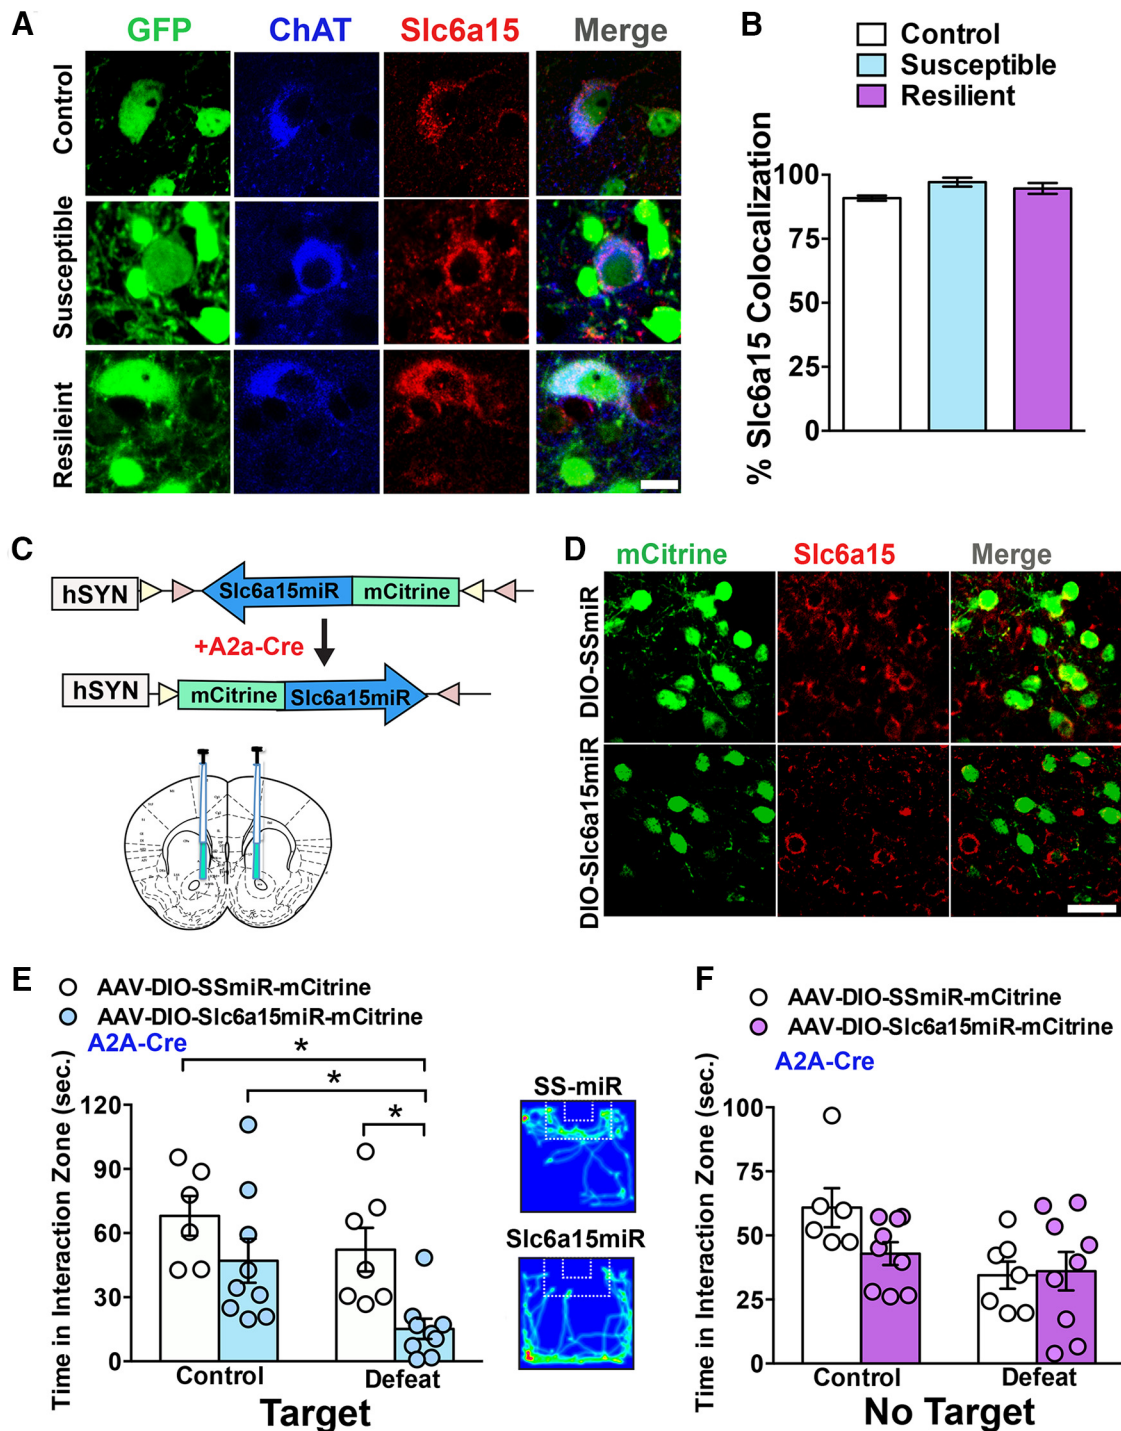 A
GFP
ChAT
Slc6a15
Merge
Control
Susceptible
Resileint
B
Control
Susceptible
Resilient
% Slc6a15 Colocalization
100
75
50
25
0
C
hSYN
Slc6a15miR
mCitrine
+A2a-Cre
hSYN
mCitrine
Slc6a15miR
D
mCitrine
Slc6a15
Merge
DIO-SSmiR
DIO-Slc6a15miR
E
AAV-DIO-SSmiR-mCitrine
AAV-DIO-Slc6a15miR-mCitrine
A2A-Cre
*
*
*
Time in Interaction Zone (sec.)
120
90
60
30
0
Control
Defeat
Target
SS-miR
Slc6a15miR
F
AAV-DIO-SSmiR-mCitrine
AAV-DIO-Slc6a15miR-mCitrine
A2A-Cre
Time in Interaction Zone (sec.)
100
75
50
25
0
Control
Defeat
No Target